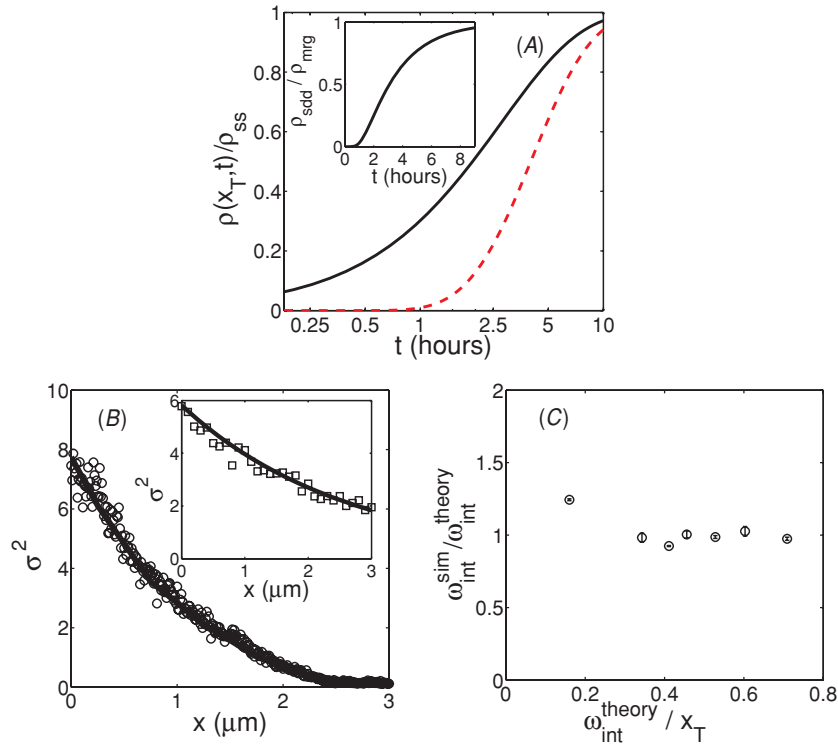 (A)
ρ(x_T,t)/ρ_ss
1
0.8
0.6
0.4
0.2
0
0.25 0.5 1 2.5 5 10
t (hours)
ρ_sdd / ρ_mrg
1
0.5
0
0 2 4 6 8
t (hours)
(B)
σ²
10
8
6
4
2
0
0 1 2 3
x (μm)
σ²
6
4
2
0
0 1 2 3
x (μm)
(C)
ω_int^sim/ω_int^theory
2
1.5
1
0.5
0
0 0.2 0.4 0.6 0.8
ω_int^theory / x_T